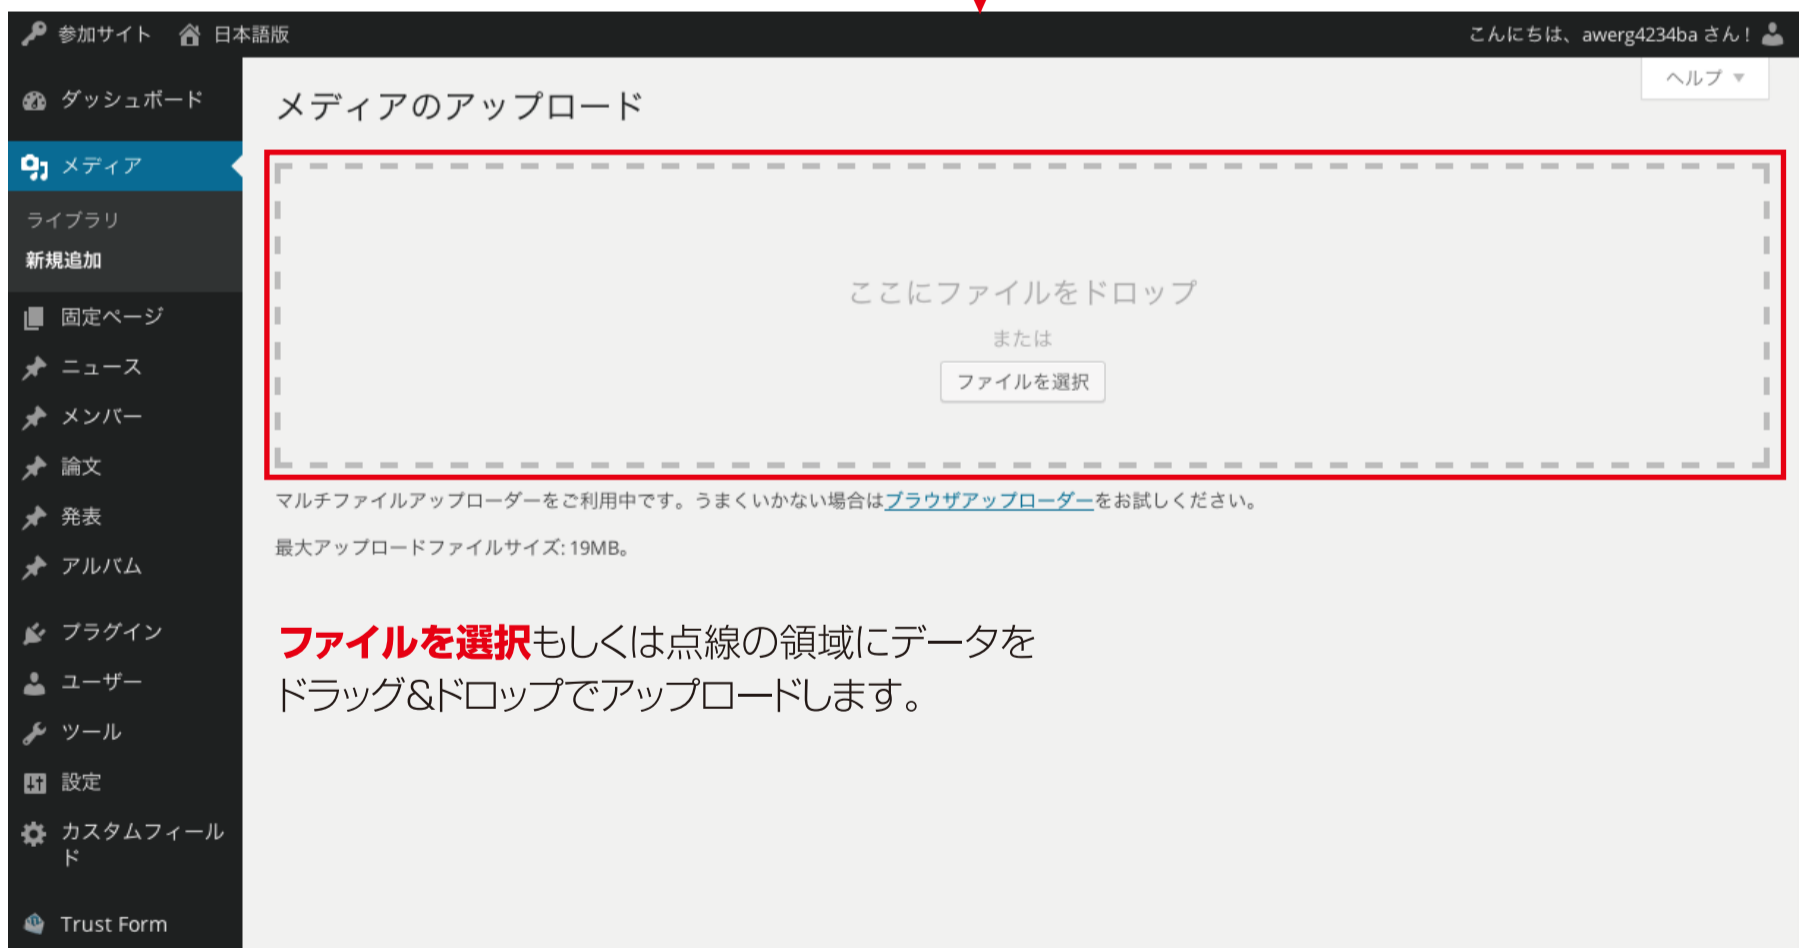 参加サイト 日本語版 こんにちは、awerg4234ba さん !
ヘルプ
ダッシュボード
メディア
ライブラリ
新規追加
固定ページ
ニュース
メンバー
論文
発表
アルバム
プラグイン
ユーザー
ツール
設定
カスタムフィール
ド
Trust Form
メディアのアップロード
ここにファイルをドロップ
または
ファイルを選択
マルチファイルアップローダーをご利用中です。うまくいかない場合はブラウザアップローダーをお試しください。
最大アップロードファイルサイズ: 19MB。
ファイルを選択もしくは点線の領域にデータを
ドラッグ&ドロップでアップロードします。